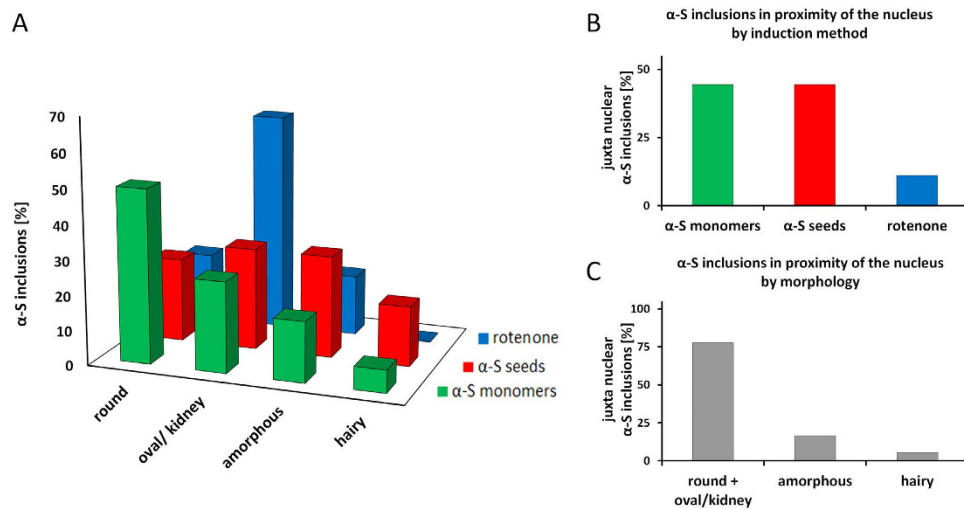 A
α-S inclusions [%]
70
60
50
40
30
20
10
0
round
oval/ kidney
amorphous
hairy
rotenone
α-S seeds
α-S monomers
B
α-S inclusions in proximity of the nucleus
by induction method
juxta nuclear
α-S inclusions [%]
50
25
0
α-S monomers α-S seeds rotenone
C
α-S inclusions in proximity of the nucleus
by morphology
juxta nuclear
α-S inclusions [%]
100
75
50
25
0
round + amorphous hairy
oval/kidney